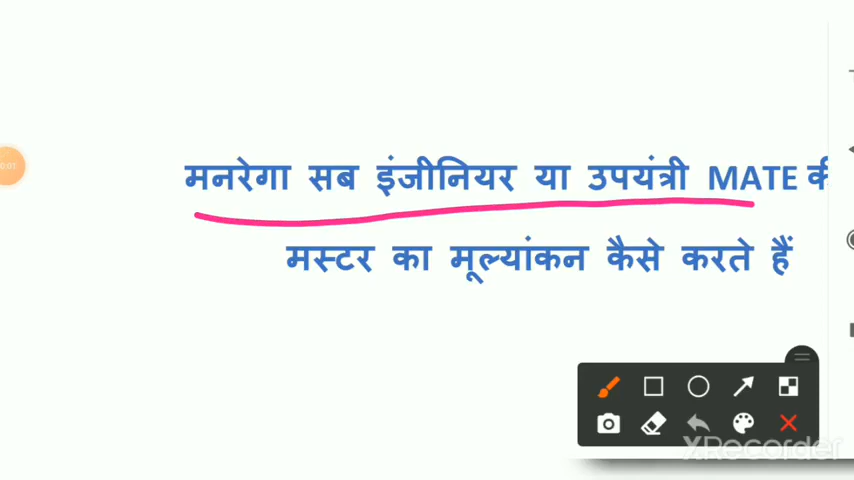 मनरेगा सब इंजीनियर या उपयंत्री MATE की
मस्टर का मूल्यांकन कैसे करते हैं
XRecorder